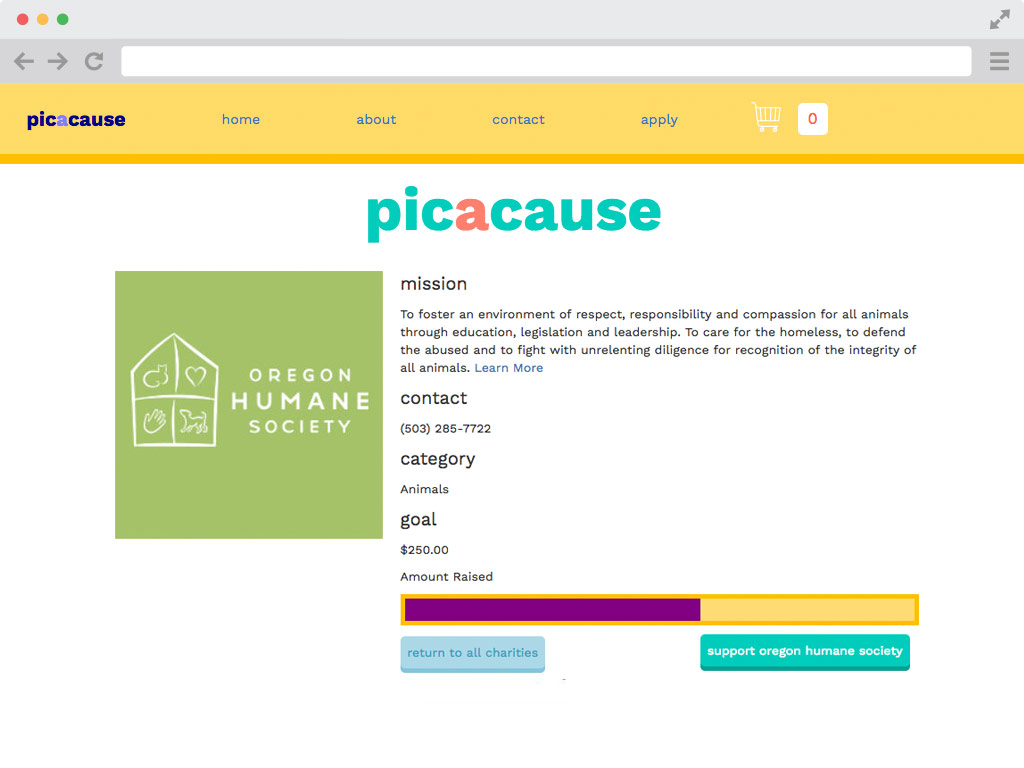 picacause
home
about
contact
apply
0
picacause
OREGON
HUMANE
SOCIETY
mission
To foster an environment of respect, responsibility and compassion for all animals
through education, legislation and leadership. To care for the homeless, to defend
the abused and to fight with unrelenting diligence for recognition of the integrity of
all animals. Learn More
contact
(503) 285-7722
category
Animals
goal
$250.00
Amount Raised
return to all charities
support oregon humane society